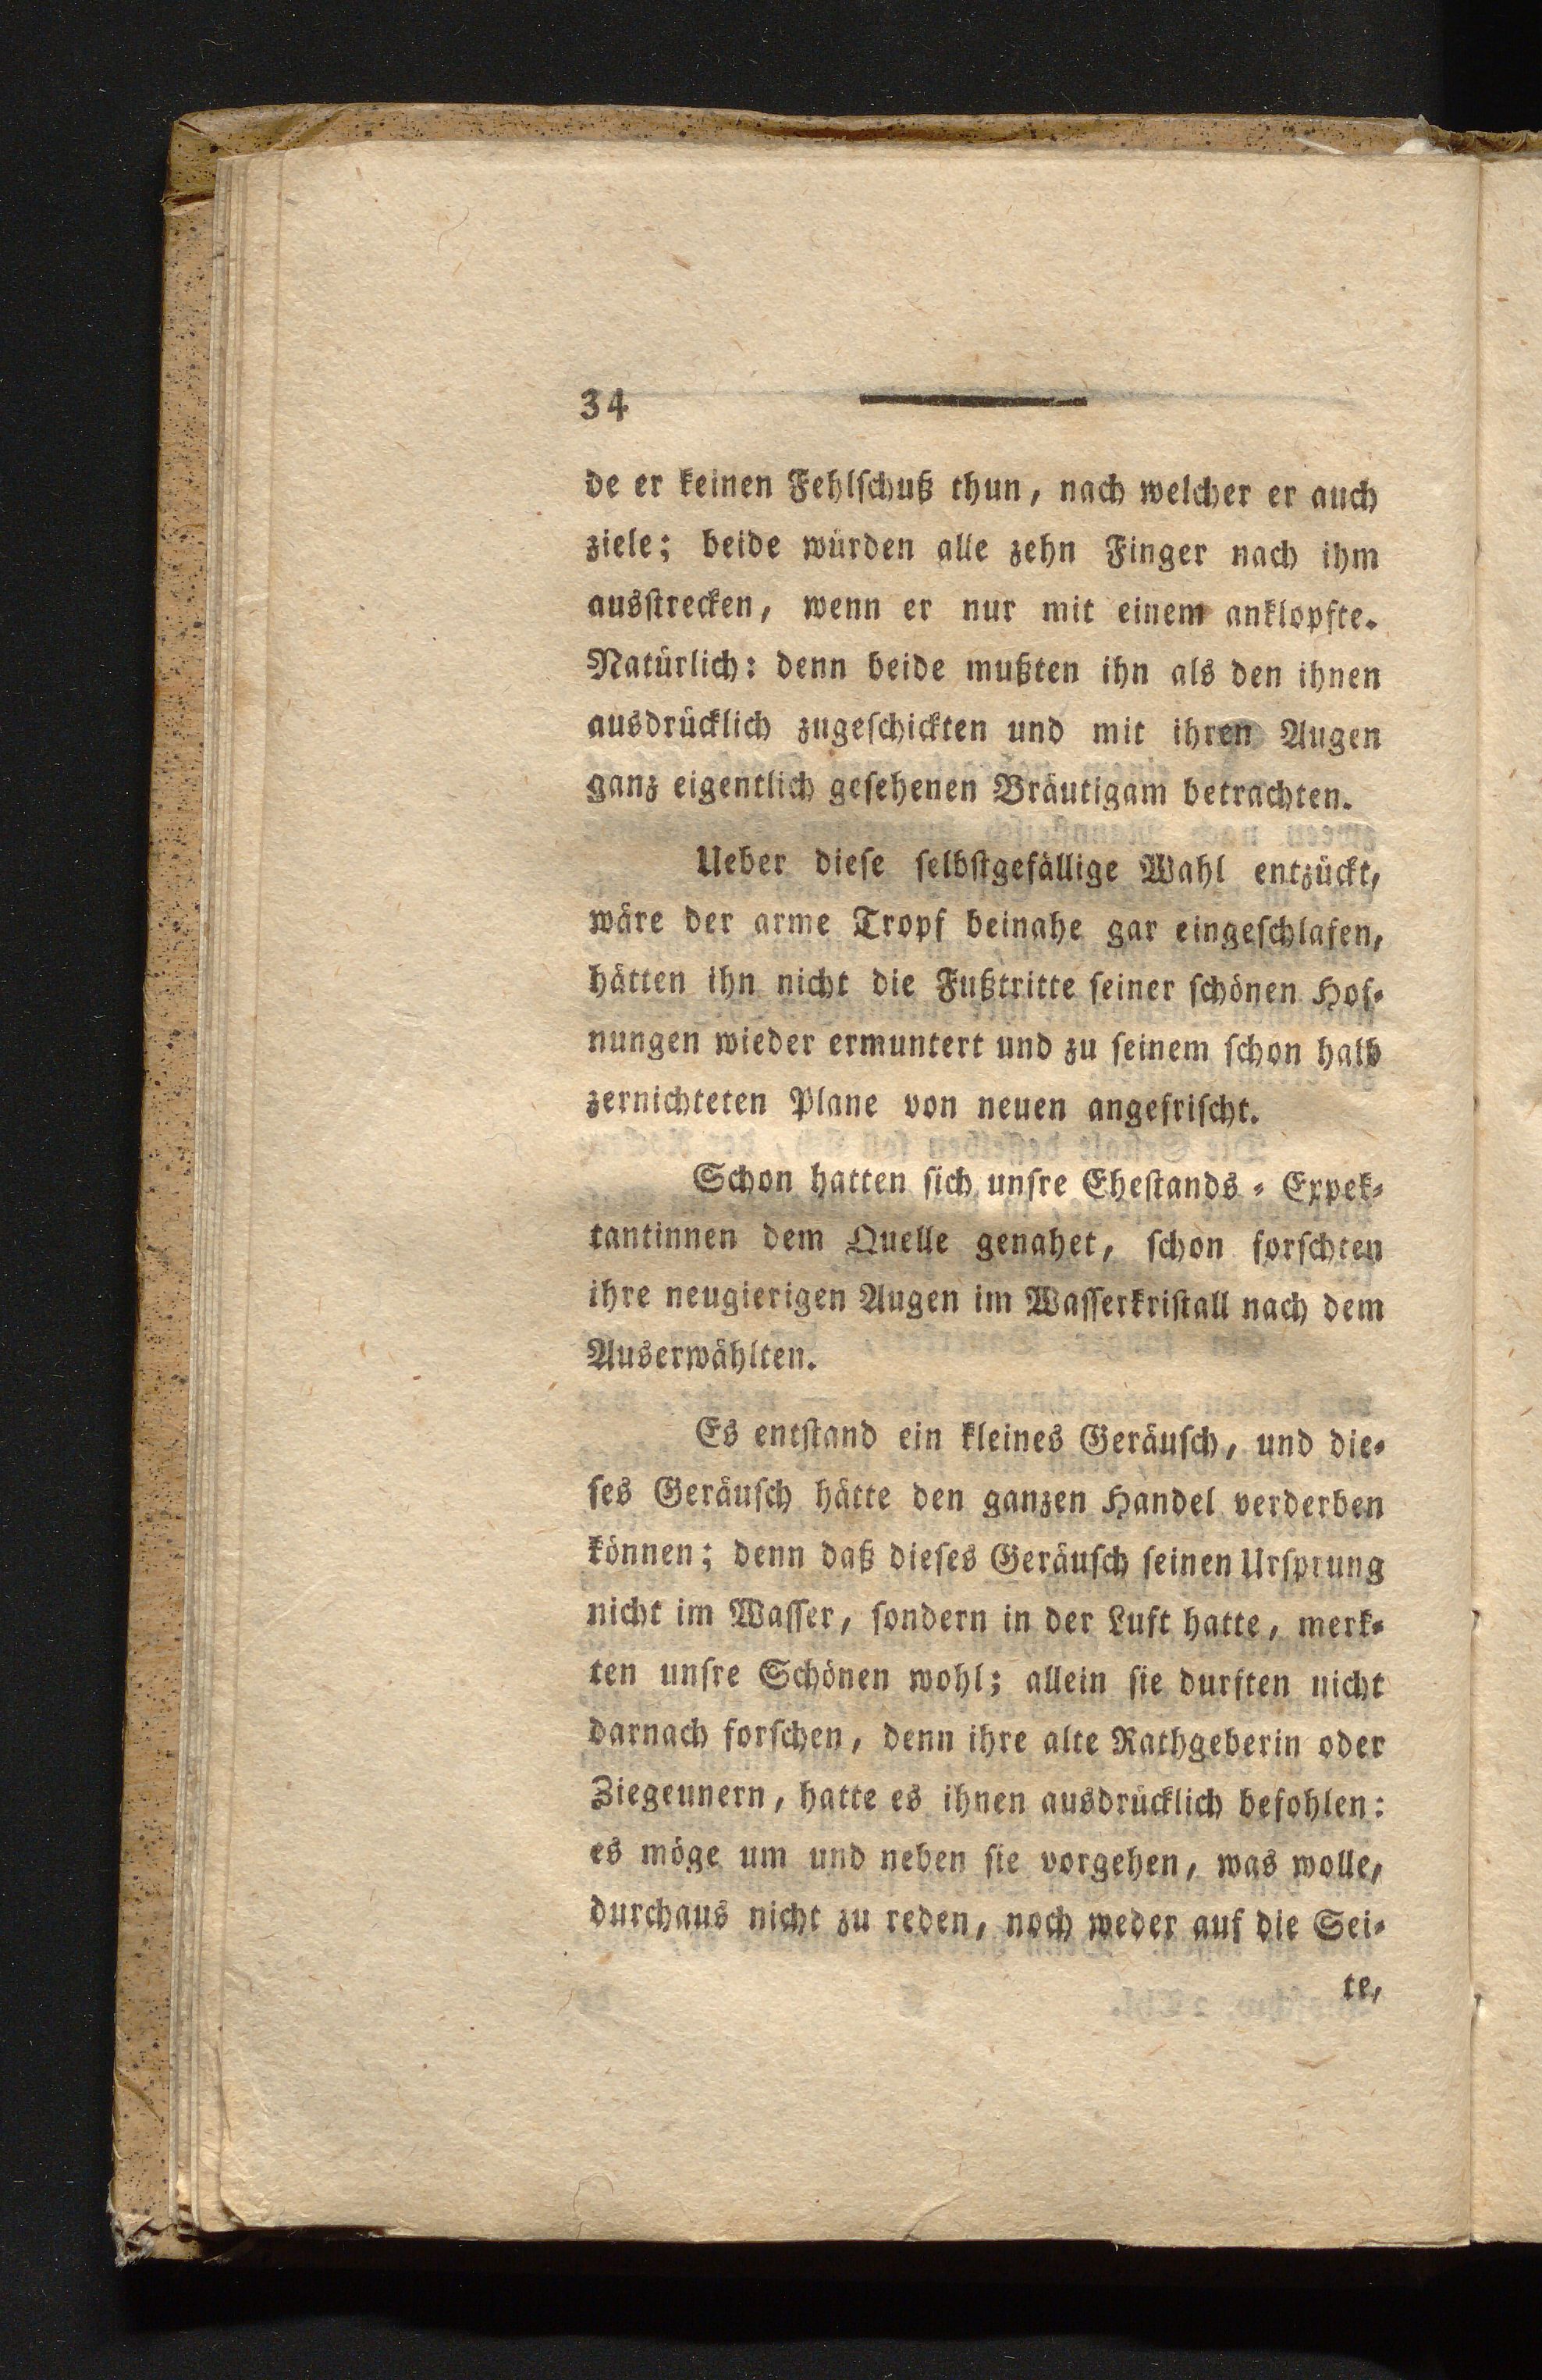 34
de er keinen Fehlſchuß thun, nach welcher er auch
ziele; beide würden alle zehn Finger nach ihm
ausſtrecken, wenn er nur mit einem anklopfte.
Natürlich: denn beide mußten ihn als den ihnen
ausdrücklich zugeſchickten und mit ihren Augen
ganz eigentlich geſehenen Bräutigam betrachten.
Ueber dieſe ſelbſtgefällige Wahl entzückt,
wäre der arme Tropf beinahe gar eingeſchlafen,
hätten ihn nicht die Fußtritte ſeiner ſchönen Hof-
nungen wieder ermuntert und zu ſeinem ſchon halb
zernichteten Plane von neuen angefriſcht.
Schon hatten ſich unſre Eheſtands-Expek-
tantinnen dem Quelle genahet, ſchon forſchten
ihre neugierigen Augen im Waſſerkriſtall nach dem
Auserwählten.
Es entſtand ein kleines Geräuſch, und die-
ſes Geräuſch hätte den ganzen Handel verderben
können; denn daß dieſes Geräuſch ſeinen Urſprung
nicht im Waſſer, ſondern in der Luft hatte, merk-
ten unſre Schönen wohl; allein ſie durften nicht
darnach forſchen, denn ihre alte Rathgeberin oder
Ziegeunern, hatte es ihnen ausdrücklich befohlen:
es möge um und neben ſie vorgehen, was wolle,
durchaus nicht zu reden, noch weder auf die Sei-
te,